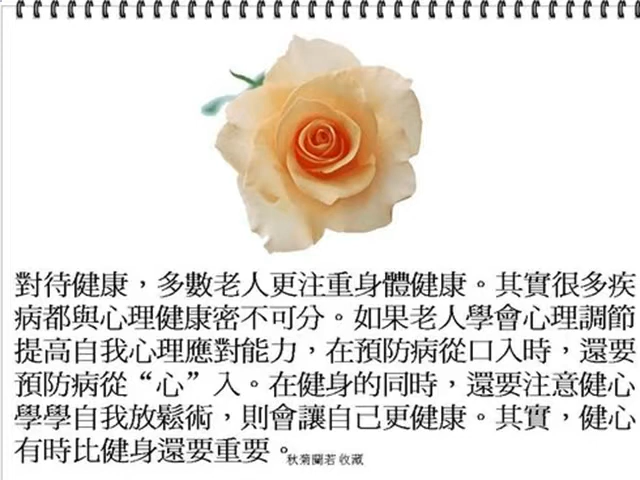 對待健康，多數老人更注重身體健康。其實很多疾
病都與心理健康密不可分。如果老人學會心理調節
提高自我心理應對能力，在預防病從口入時，還要
預防病從“心”入。在健身的同時，還要注意健心
學學自我放鬆術，則會讓自己更健康。其實，健心
有時比健身還要重要。
秋菊蘭若 收藏